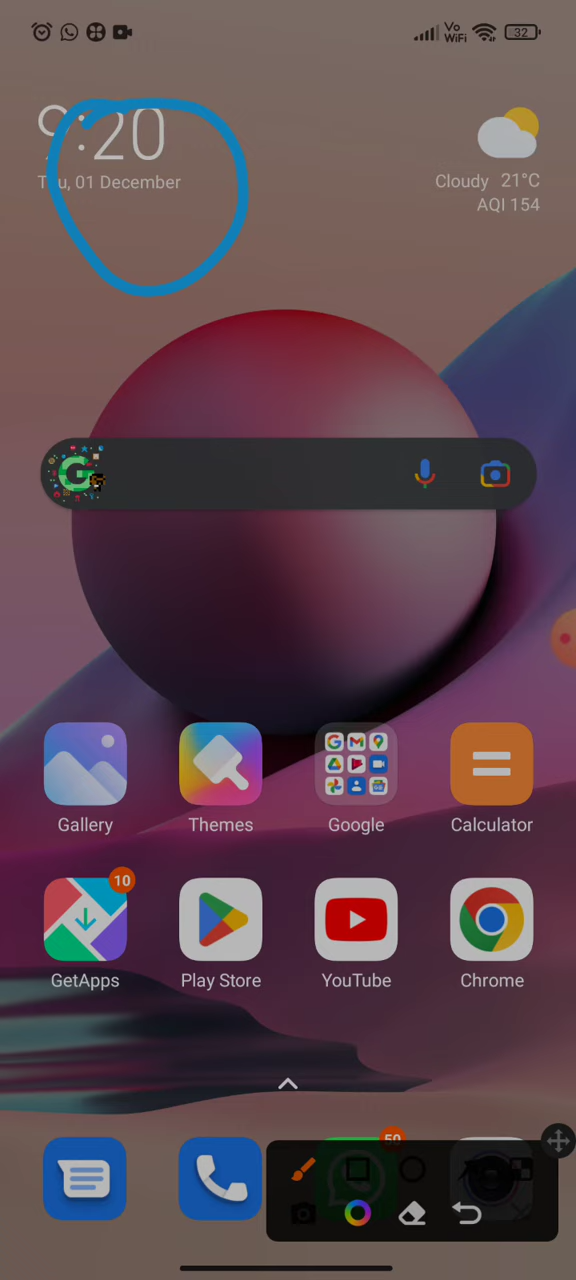 Vo
WiFi
32
9:20
Thu, 01 December
Cloudy 21°C
AQI 154
Gallery
Themes
Google
Calculator
10
GetApps
Play Store
YouTube
Chrome
59